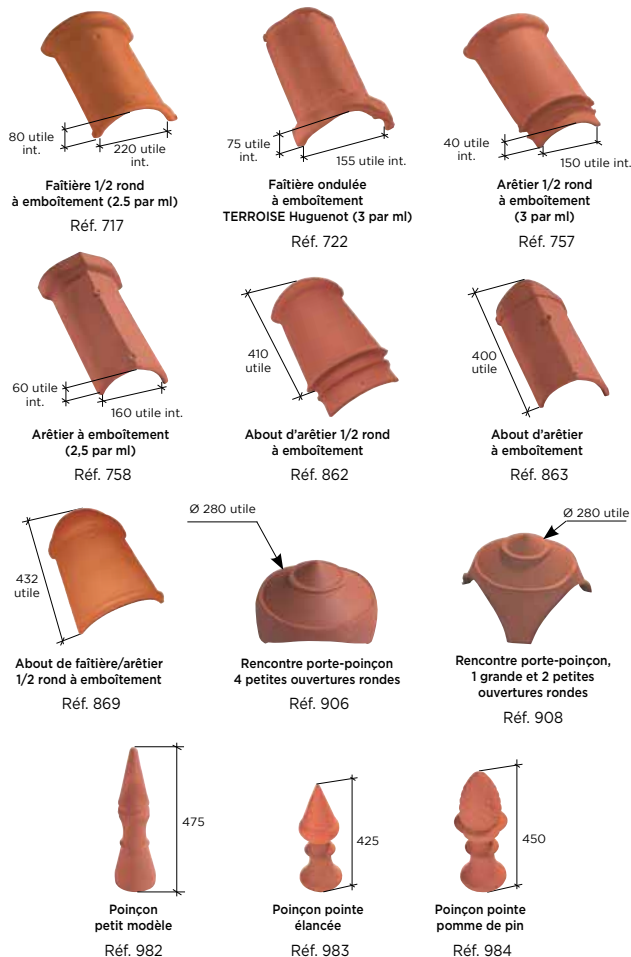 80 utile
int.
220 utile
int.
Faîtière 1/2 rond
à emboîtement (2.5 par ml)
Réf. 717
75 utile
int.
155 utile int.
Faîtière ondulée
à emboîtement
TERROISE Huguenot (3 par ml)
Réf. 722
40 utile
int.
150 utile int.
Arêtier 1/2 rond
à emboîtement
(3 par ml)
Réf. 757
60 utile
int.
160 utile int.
Arêtier à emboîtement
(2,5 par ml)
Réf. 758
410
utile
About d'arêtier 1/2 rond
à emboîtement
Réf. 862
400
utile
About d'arêtier
à emboîtement
Réf. 863
432
utile
About de faîtière/arêtier
1/2 rond à emboîtement
Réf. 869
Ø 280 utile
Rencontre porte-poinçon
4 petites ouvertures rondes
Réf. 906
Ø 280 utile
Rencontre porte-poinçon,
1 grande et 2 petites
ouvertures rondes
Réf. 908
475
Poinçon
petit modèle
Réf. 982
425
Poinçon pointe
élancée
Réf. 983
450
Poinçon pointe
pomme de pin
Réf. 984